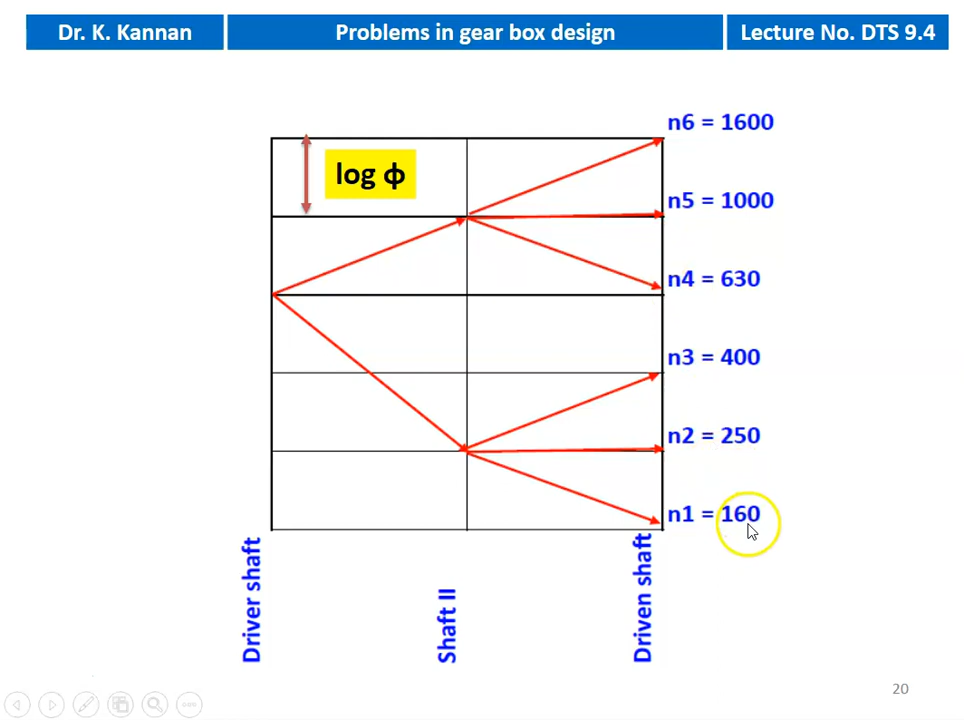 Dr. K. Kannan
Problems in gear box design
Lecture No. DTS 9.4
n6 = 1600
log ϕ
n5 = 1000
n4 = 630
n3 = 400
n2 = 250
n1 = 160
Driver shaft
Shaft II
Driven shaft
20